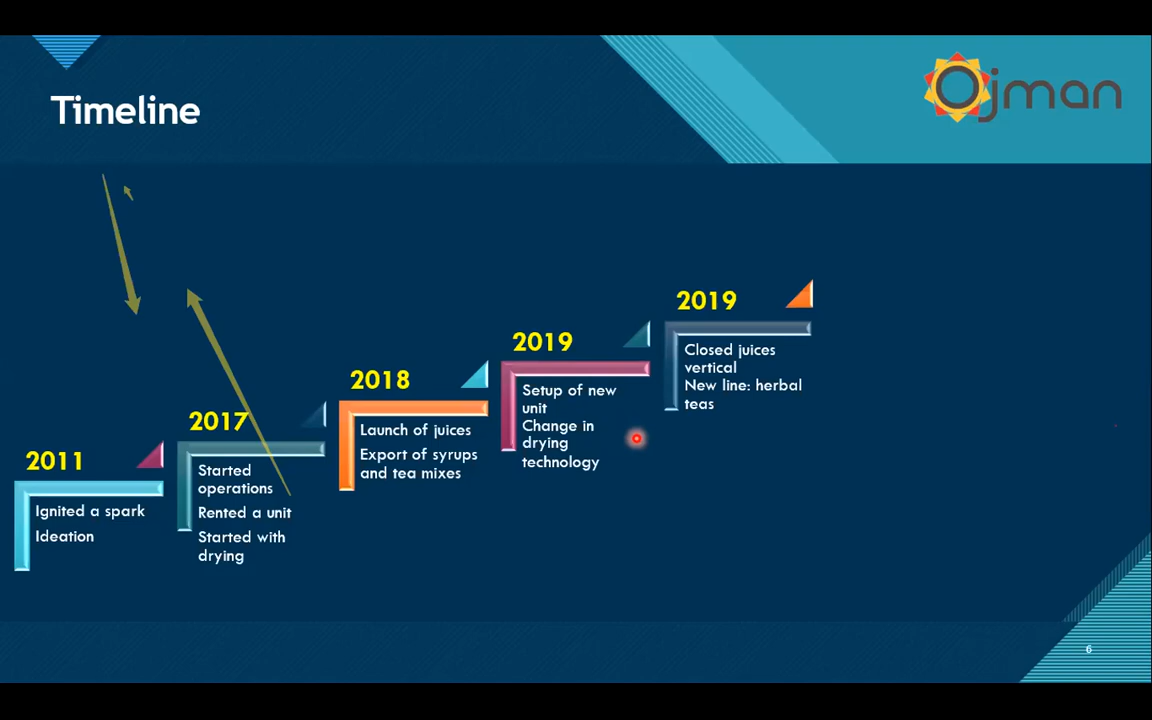 Timeline
Ojman
2011
Ignited a spark
Ideation
2017
Started
operations
Rented a unit
Started with
drying
2018
Launch of juices
Export of syrups
and tea mixes
2019
Setup of new
unit
Change in
drying
technology
2019
Closed juices
vertical
New line: herbal
teas
6